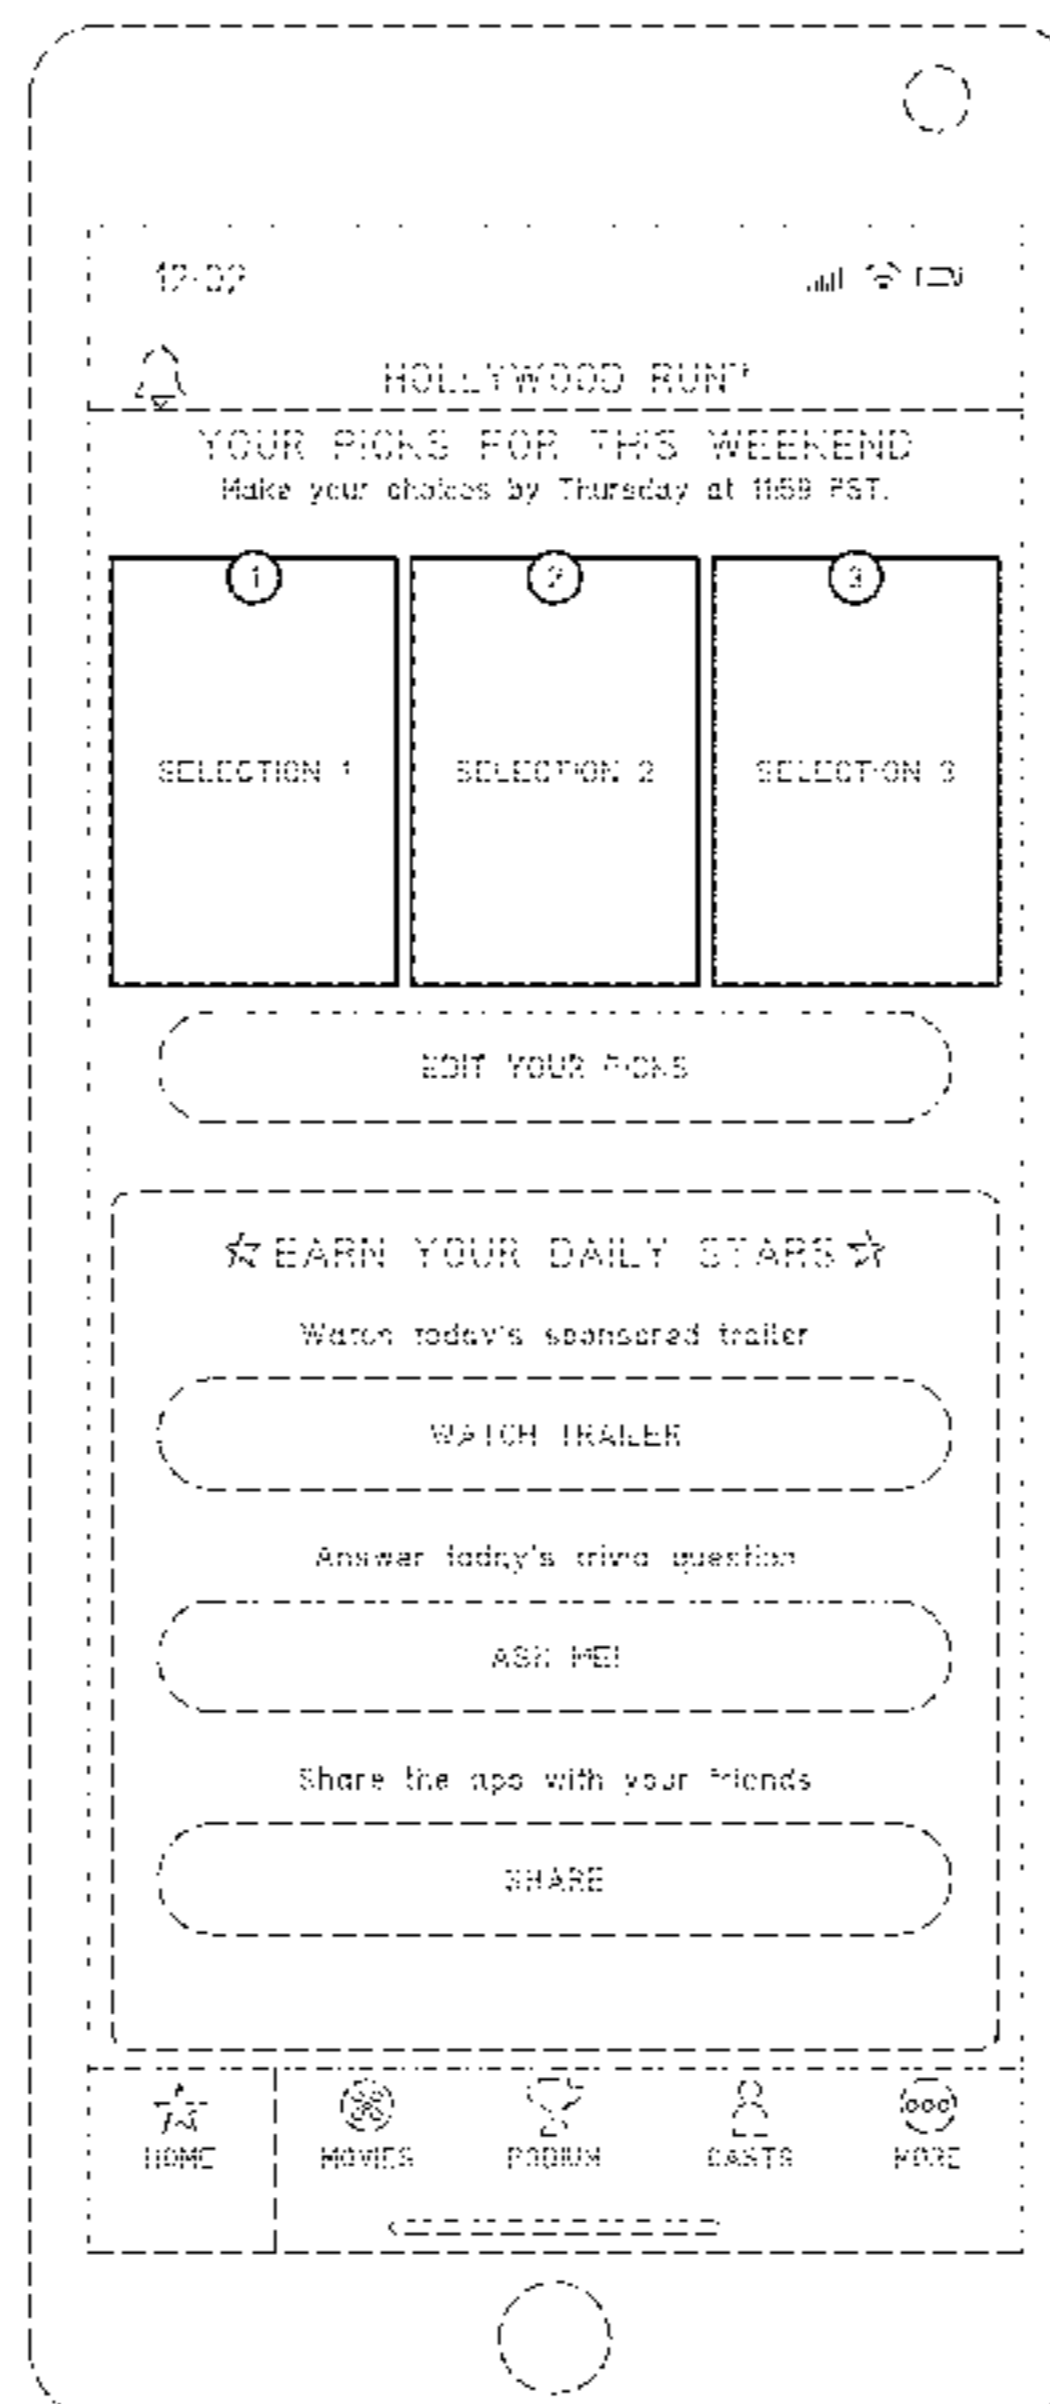 12:02
HOLLYWOOD RUN
YOUR PICKS FOR THIS WEEKEND
Make your choices by Thursday at 11:59 PST.
1 2 3
SELECTION 1 SELECTION 2 SELECTION 3
EDIT YOUR PICKS
EARN YOUR DAILY STARS
Watch today's sponsored trailer
WATCH TRAILER
Answer today's trivia question
ASK ME!
Share the app with your friends
SHARE
HOME MOVIES PODIUM CASTS MORE